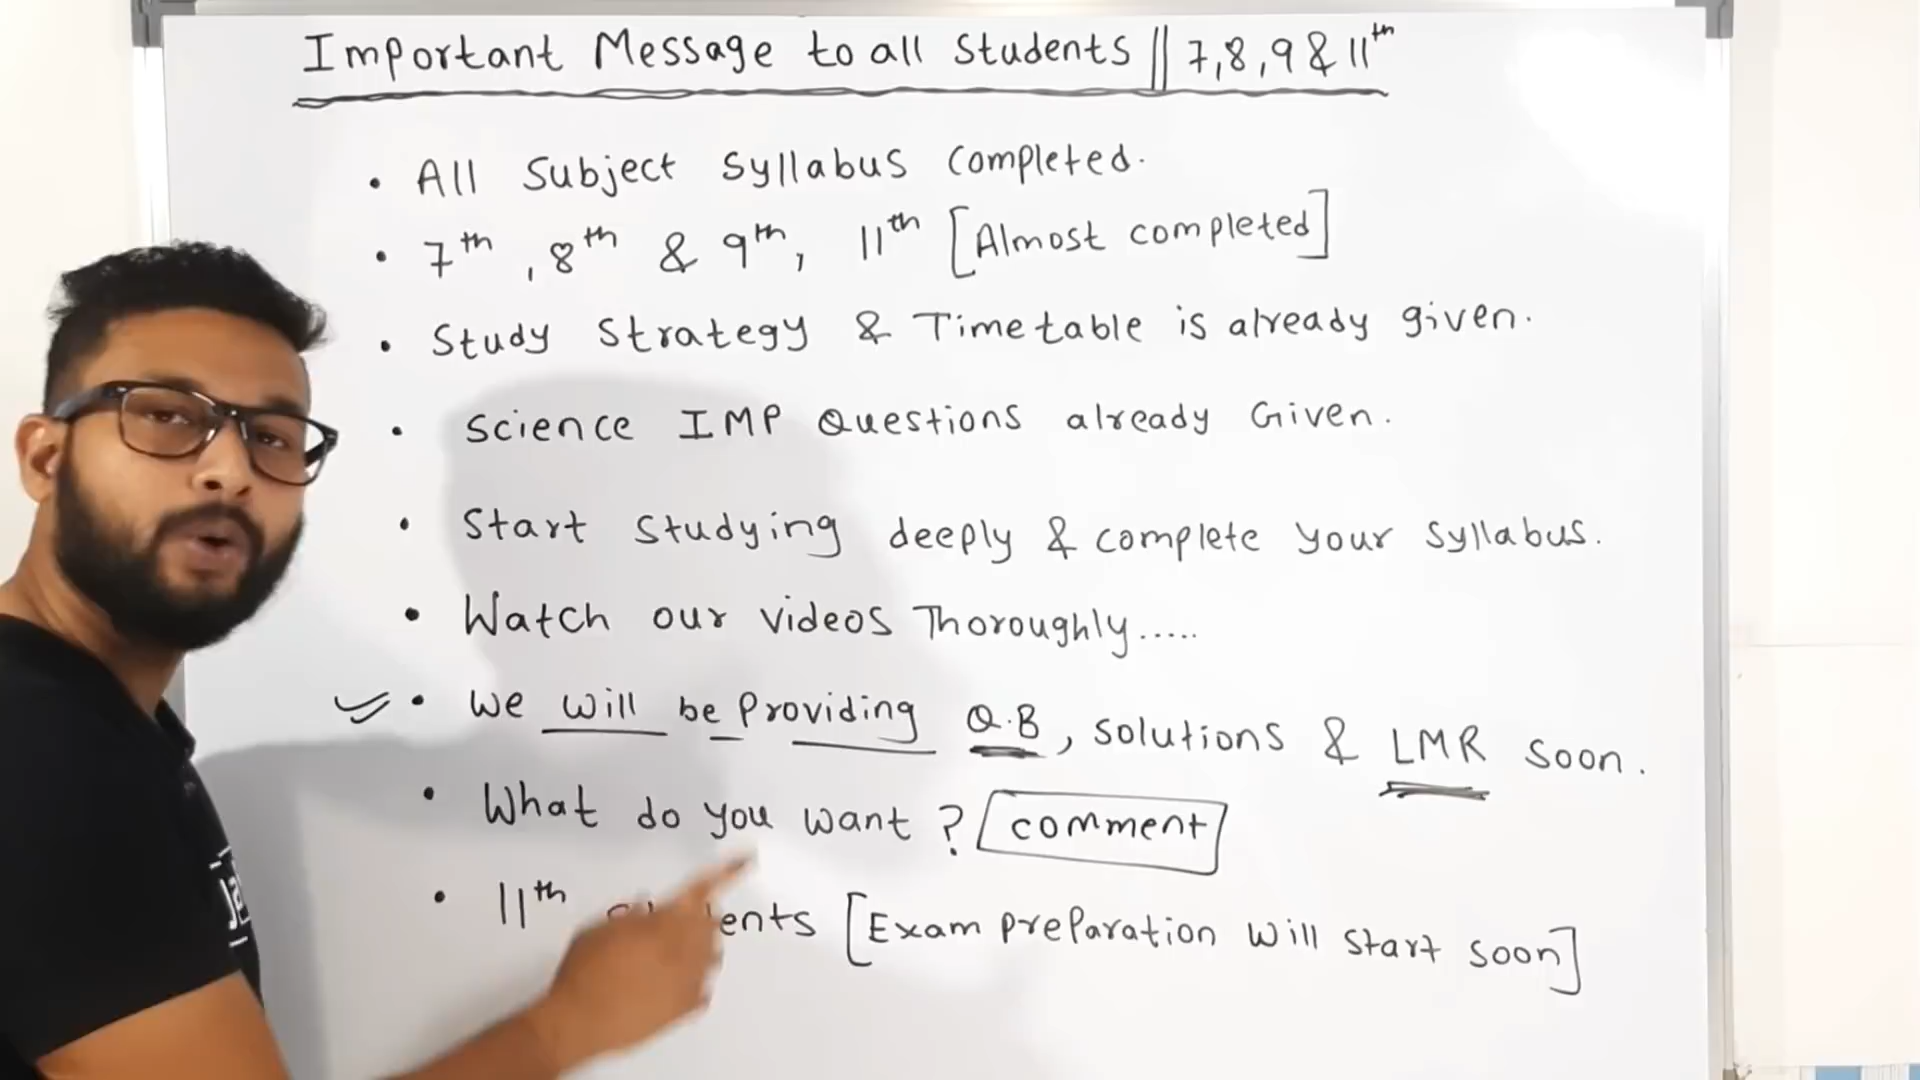 Important Message to all Students || 7,8,9 & 11th
• All Subject Syllabus Completed.
• 7th, 8th & 9th, 11th [Almost completed]
• Study Strategy & Timetable is already given.
• Science IMP Questions already Given.
• Start Studying deeply & complete your syllabus.
• Watch our videos Thoroughly.....
• We will be Providing Q.B, solutions & LMR soon.
• What do you want? comment
• 11th [Exam preparation will start soon]